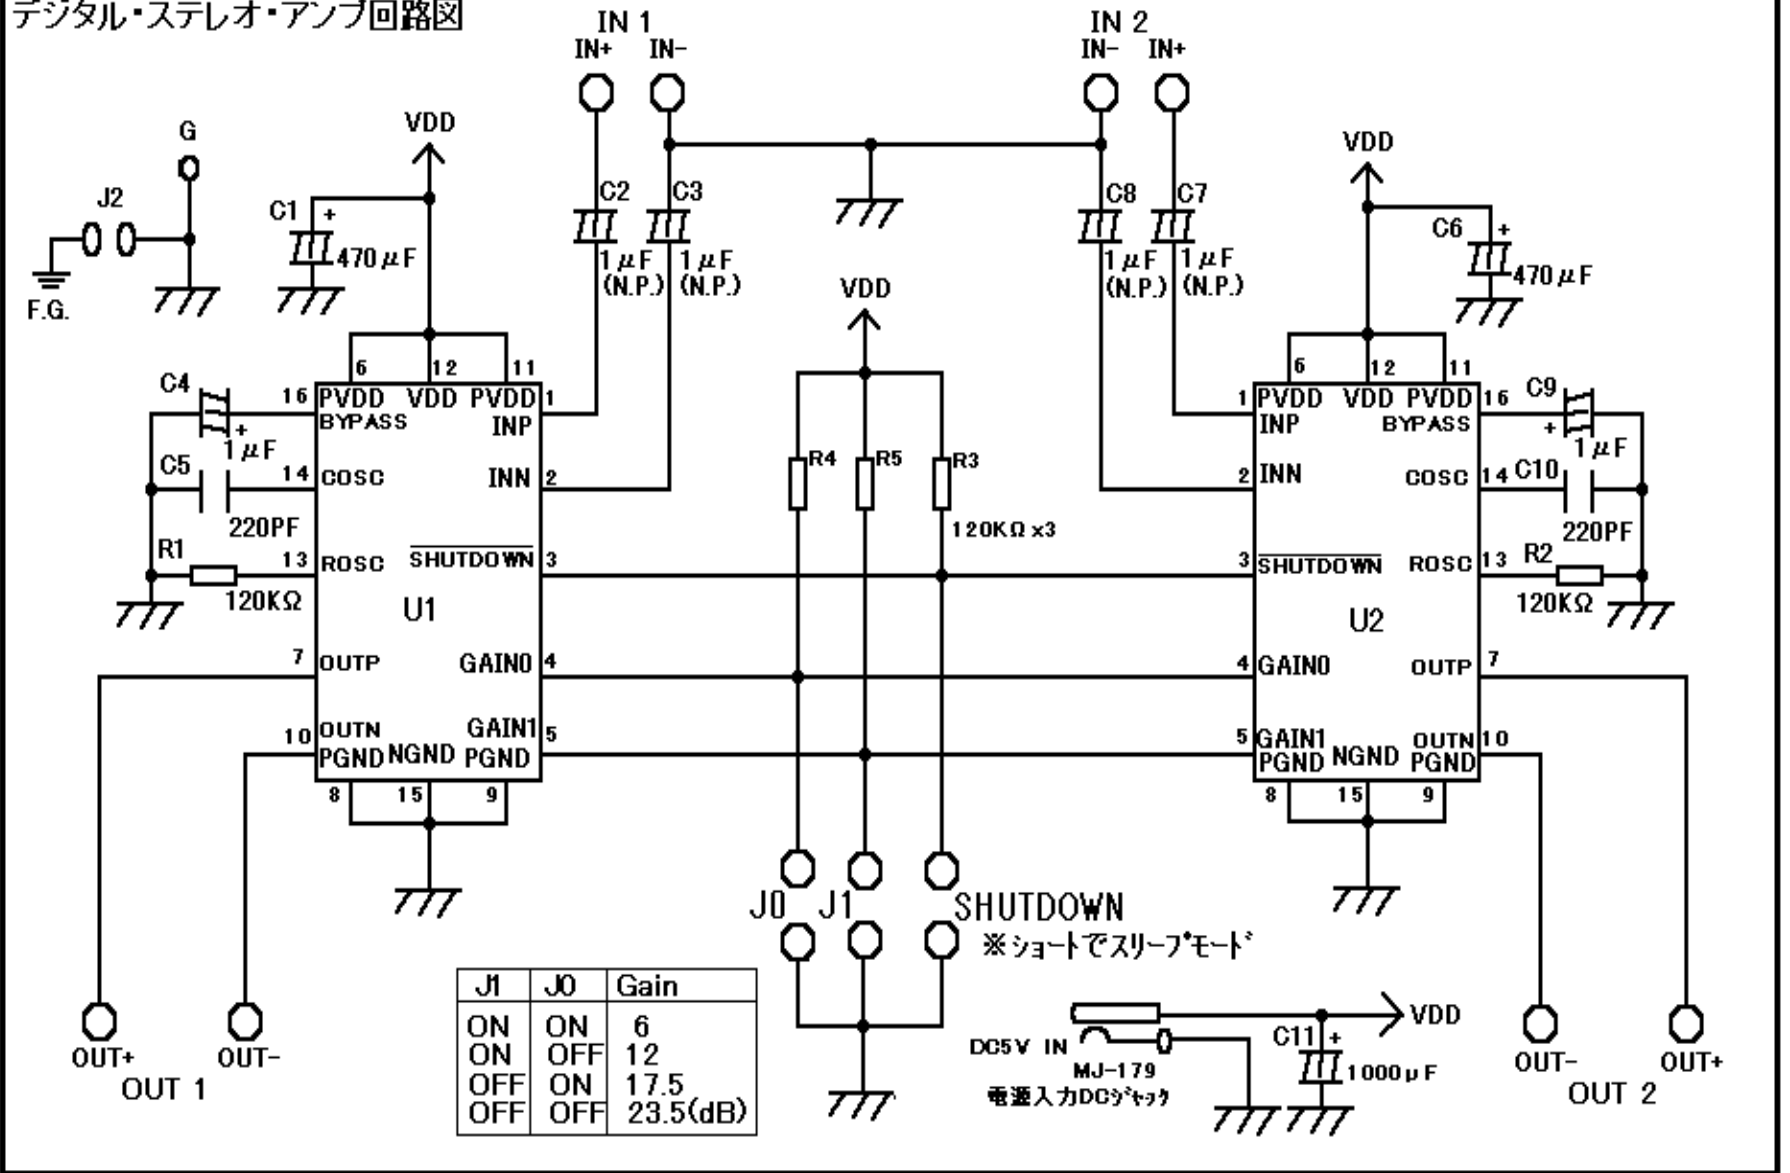 デジタル・ステレオ・アンプ回路図
IN 1
IN+ IN-
IN 2
IN- IN+
G
J2
F.G.
VDD
C1 +
470μF
C2
1μF
(N.P.)
C3
1μF
(N.P.)
C8
1μF
(N.P.)
C7
1μF
(N.P.)
VDD
C6 +
470μF
VDD
6 12 11
C4
+
1μF
16 PVDD VDD PVDD 1
BYPASS INP
C5
220PF
14 COSC INN 2
R1
120KΩ
13 ROSC SHUTDOWN 3
U1
7 OUTP GAIN0 4
10 OUTN GAIN1 5
PGND NGND PGND
8 15 9
R4 R5 R3
120KΩ x3
6 12 11
1 PVDD VDD PVDD 16
INP BYPASS
C9
+
1μF
2 INN COSC 14
C10
220PF
3 SHUTDOWN ROSC 13
R2
120KΩ
U2
4 GAIN0 OUTP 7
5 GAIN1 OUTN 10
PGND NGND PGND
8 15 9
J0 J1 SHUTDOWN
※ショートでスリープモード
J1 J0 Gain
ON ON 6
ON OFF 12
OFF ON 17.5
OFF OFF 23.5(dB)
OUT+ OUT-
OUT 1
DC5V IN
MJ-179
電源入力DCジャック
C11 +
1000μF
VDD
OUT- OUT+
OUT 2